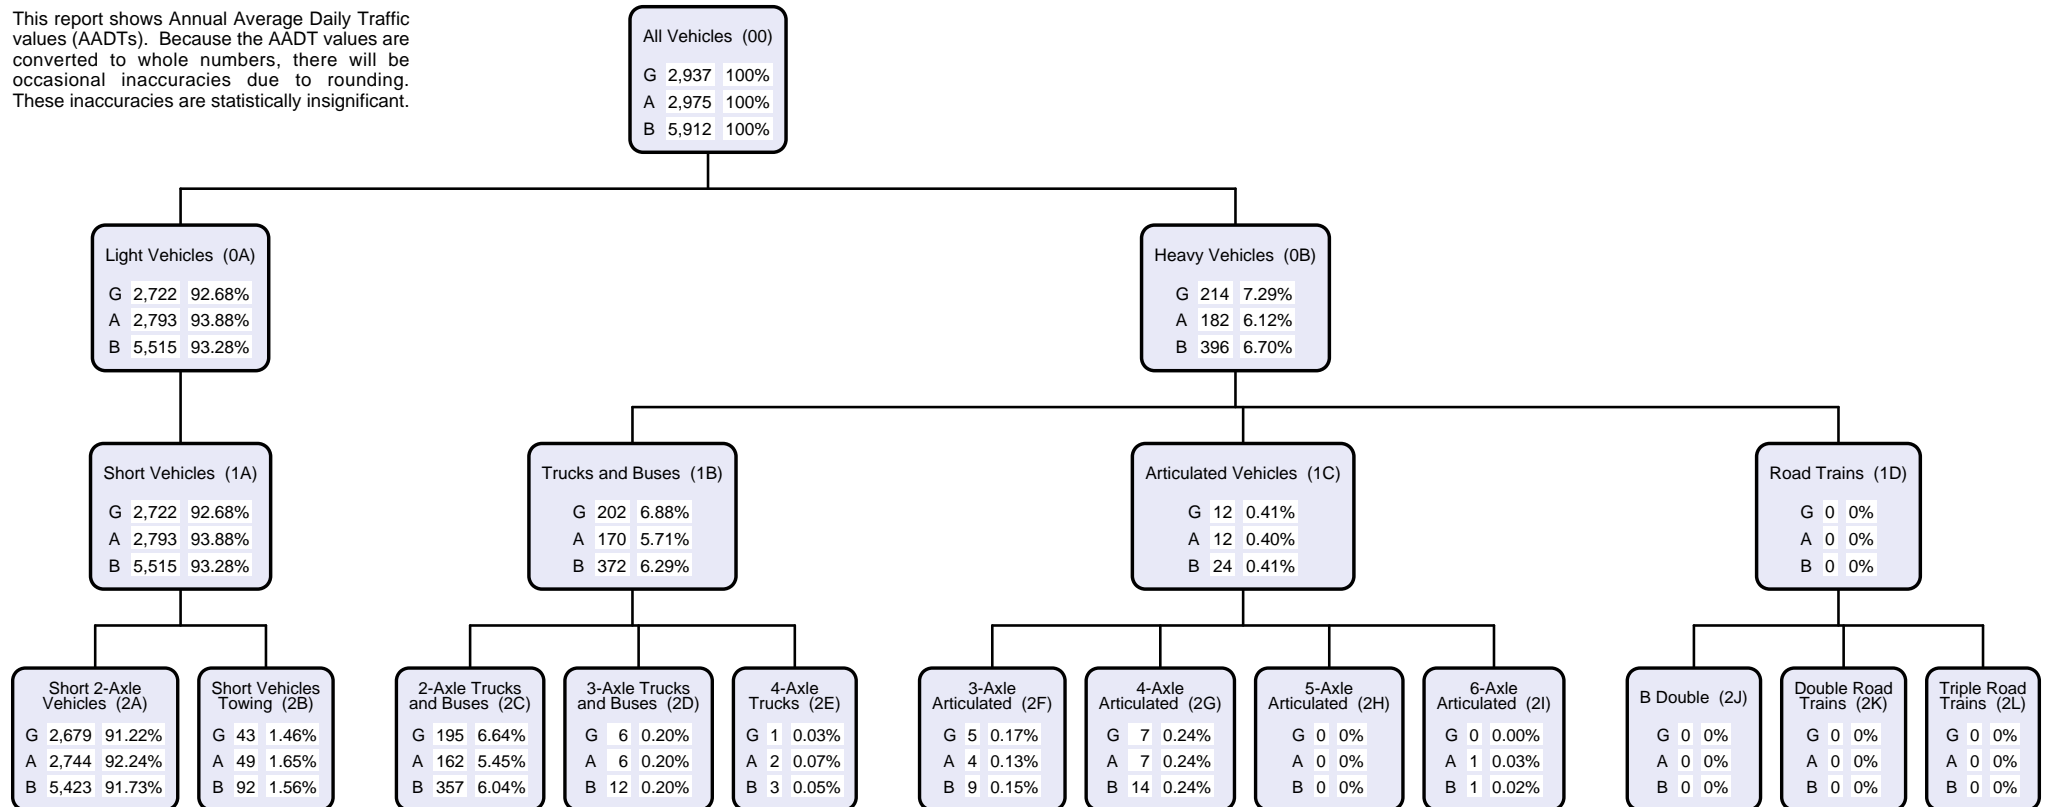 This report shows Annual Average Daily Traffic
values (AADTs). Because the AADT values are
converted to whole numbers, there will be
occasional inaccuracies due to rounding.
These inaccuracies are statistically insignificant.
All Vehicles (00)
G 2,937 100%
A 2,975 100%
B 5,912 100%
Light Vehicles (0A)
G 2,722 92.68%
A 2,793 93.88%
B 5,515 93.28%
Heavy Vehicles (0B)
G 214 7.29%
A 182 6.12%
B 396 6.70%
Short Vehicles (1A)
G 2,722 92.68%
A 2,793 93.88%
B 5,515 93.28%
Trucks and Buses (1B)
G 202 6.88%
A 170 5.71%
B 372 6.29%
Articulated Vehicles (1C)
G 12 0.41%
A 12 0.40%
B 24 0.41%
Road Trains (1D)
G 0 0%
A 0 0%
B 0 0%
Short 2-Axle
Vehicles (2A)
G 2,679 91.22%
A 2,744 92.24%
B 5,423 91.73%
Short Vehicles
Towing (2B)
G 43 1.46%
A 49 1.65%
B 92 1.56%
2-Axle Trucks
and Buses (2C)
G 195 6.64%
A 162 5.45%
B 357 6.04%
3-Axle Trucks
and Buses (2D)
G 6 0.20%
A 6 0.20%
B 12 0.20%
4-Axle
Trucks (2E)
G 1 0.03%
A 2 0.07%
B 3 0.05%
3-Axle
Articulated (2F)
G 5 0.17%
A 4 0.13%
B 9 0.15%
4-Axle
Articulated (2G)
G 7 0.24%
A 7 0.24%
B 14 0.24%
5-Axle
Articulated (2H)
G 0 0%
A 0 0%
B 0 0%
6-Axle
Articulated (2I)
G 0 0.00%
A 1 0.03%
B 1 0.02%
B Double (2J)
G 0 0%
A 0 0%
B 0 0%
Double Road
Trains (2K)
G 0 0%
A 0 0%
B 0 0%
Triple Road
Trains (2L)
G 0 0%
A 0 0%
B 0 0%